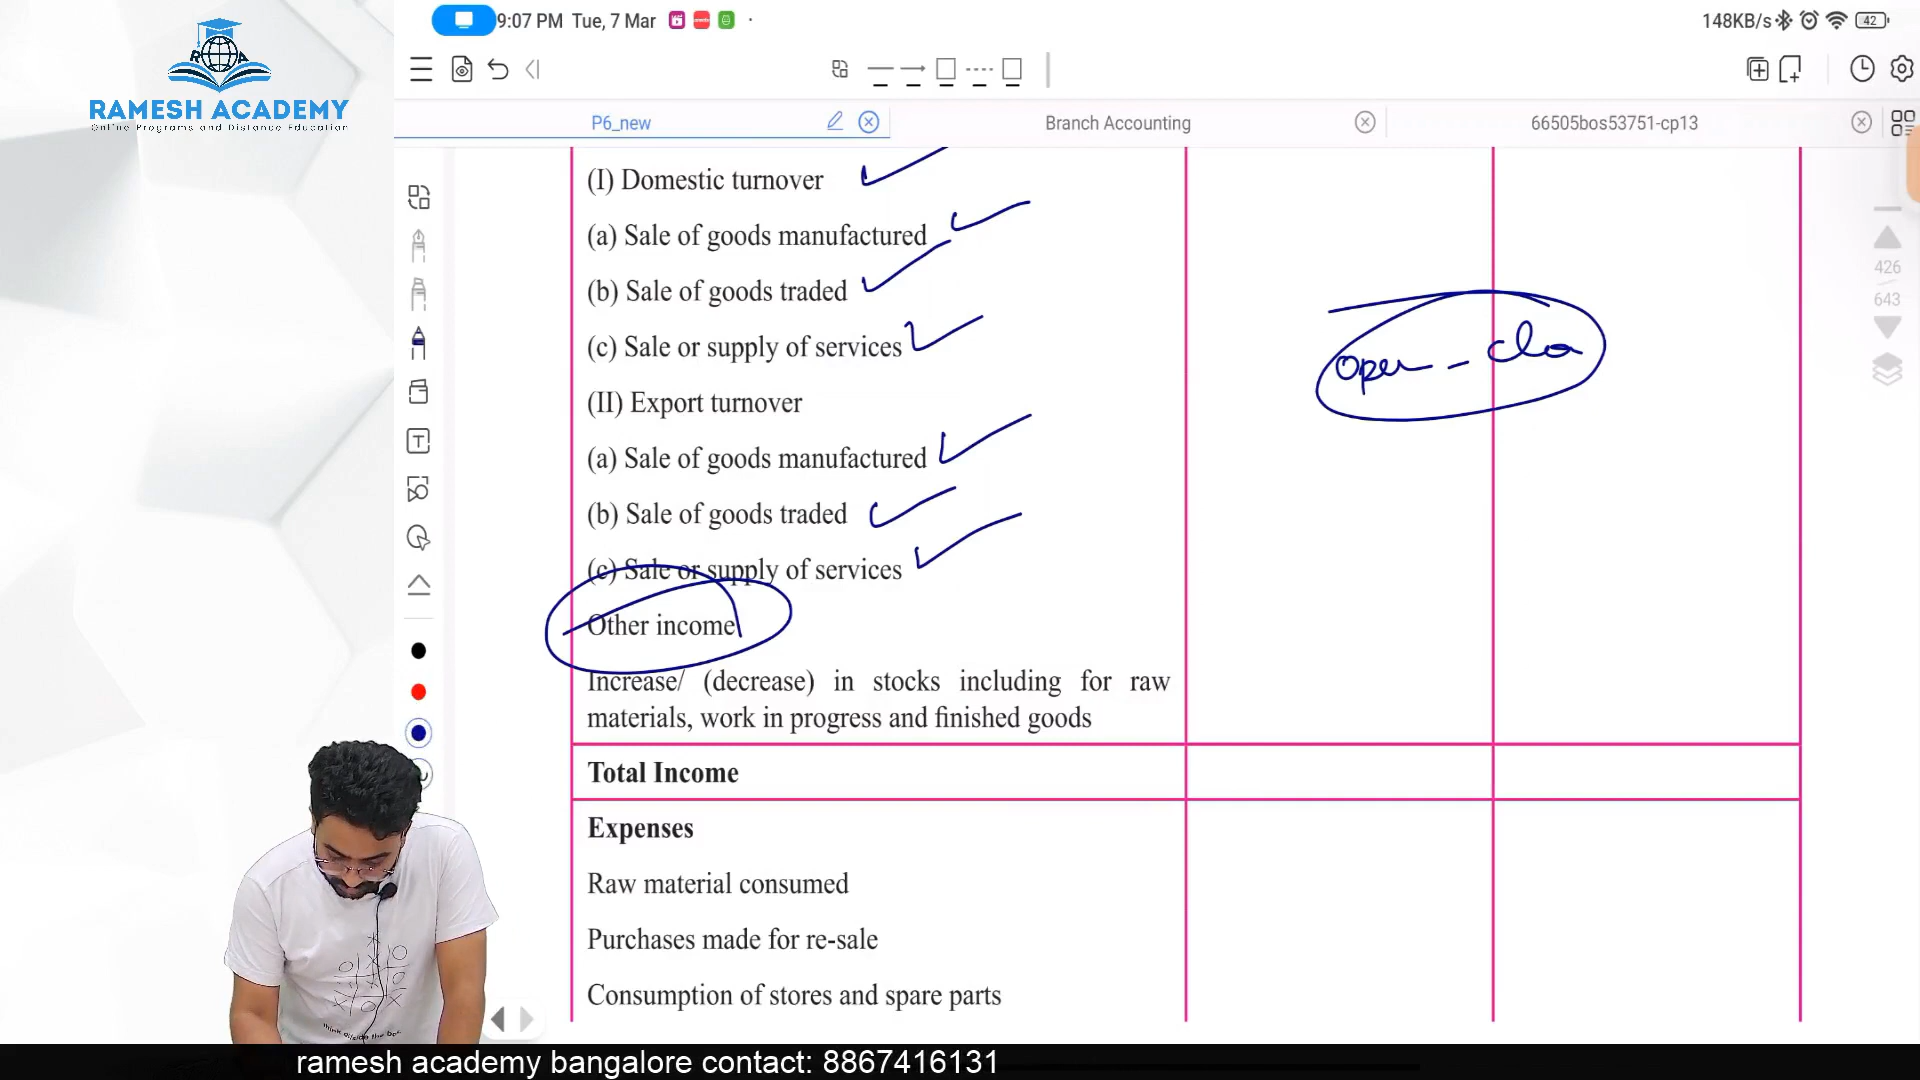 RAMESH ACADEMY
Online Programs and Distance Education
9:07 PM Tue, 7 Mar
148KB/s
42
P6_new
Branch Accounting
66505bos53751-cp13
(I) Domestic turnover
(a) Sale of goods manufactured
(b) Sale of goods traded
(c) Sale or supply of services
(II) Export turnover
(a) Sale of goods manufactured
(b) Sale of goods traded
(c) Sale or supply of services
Other income
Increase/ (decrease) in stocks including for raw
materials, work in progress and finished goods
Total Income
Expenses
Raw material consumed
Purchases made for re-sale
Consumption of stores and spare parts
426
643
think outside the box.
ramesh academy bangalore contact: 8867416131